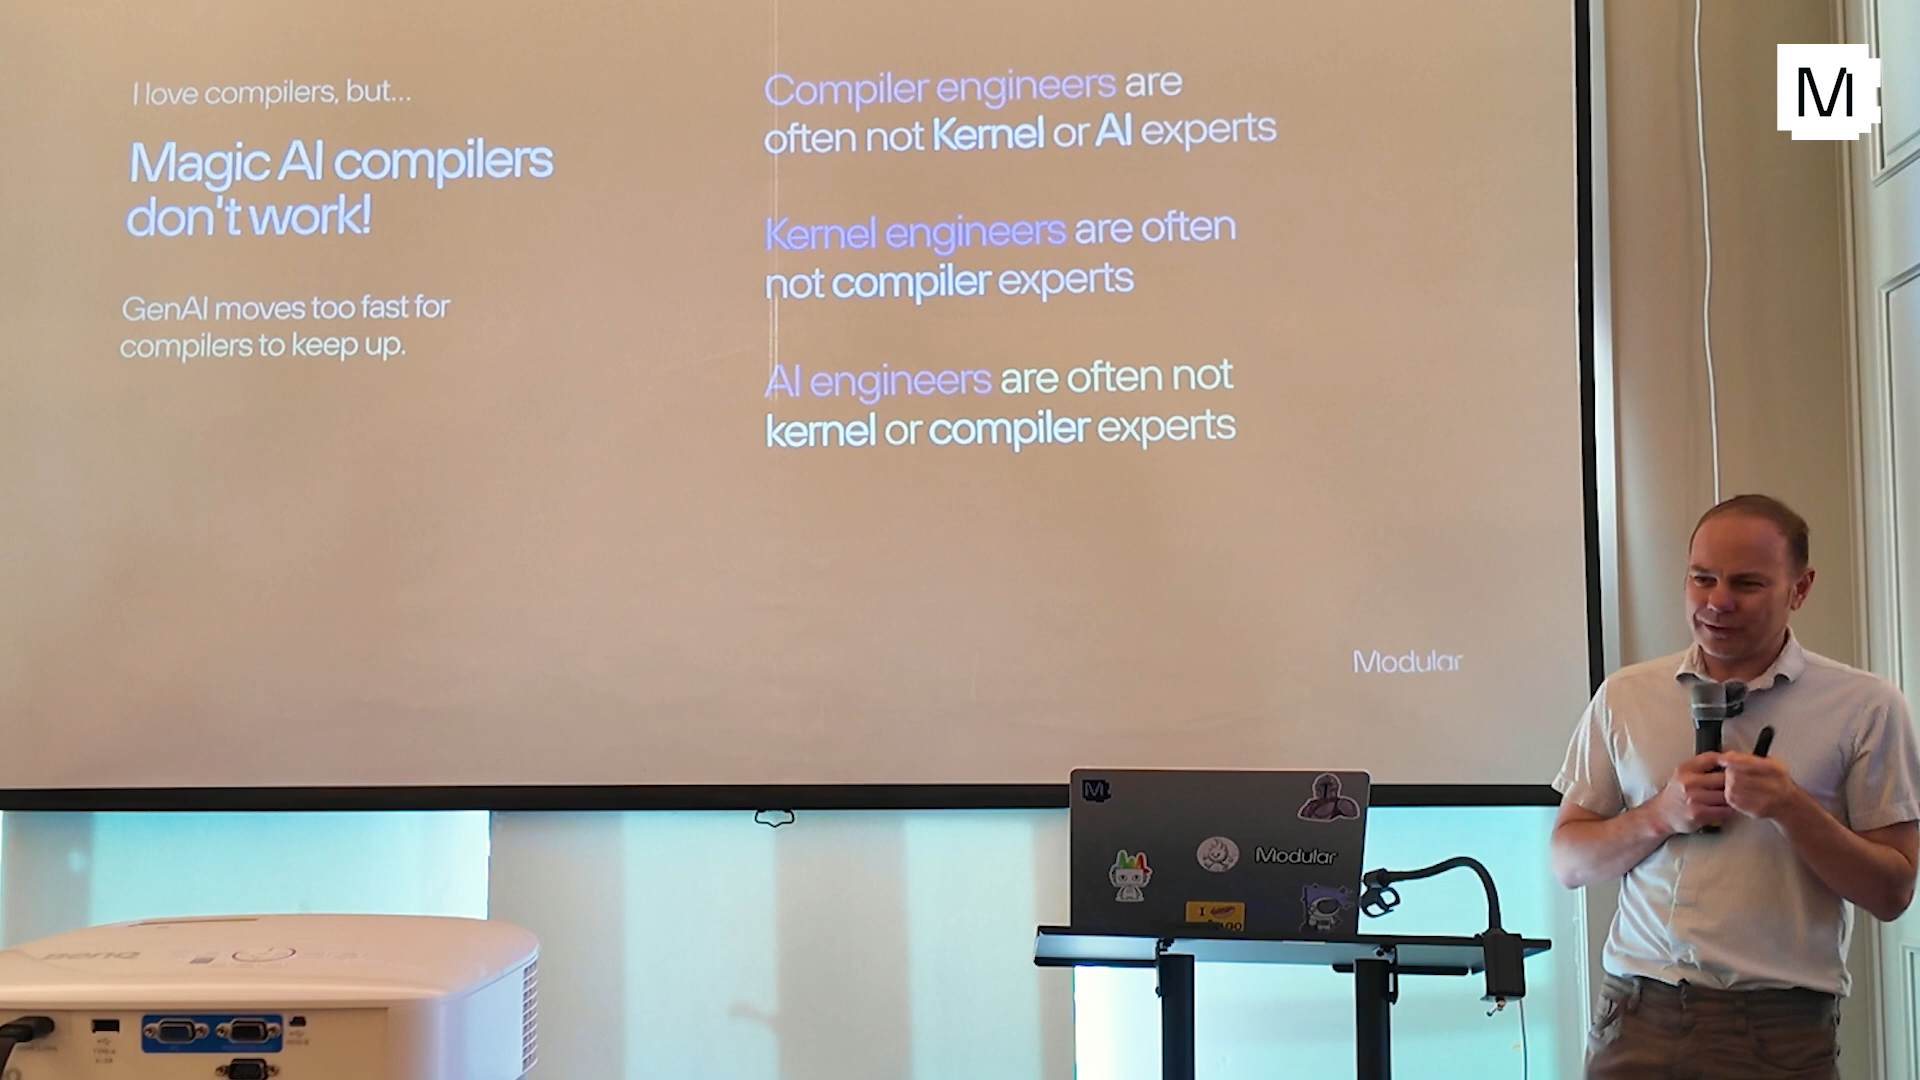 I love compilers, but...
Magic AI compilers
don't work!
GenAI moves too fast for
compilers to keep up.
Compiler engineers are
often not Kernel or AI experts
Kernel engineers are often
not compiler experts
AI engineers are often not
kernel or compiler experts
Modular
M
M
Modular
I
BenQ